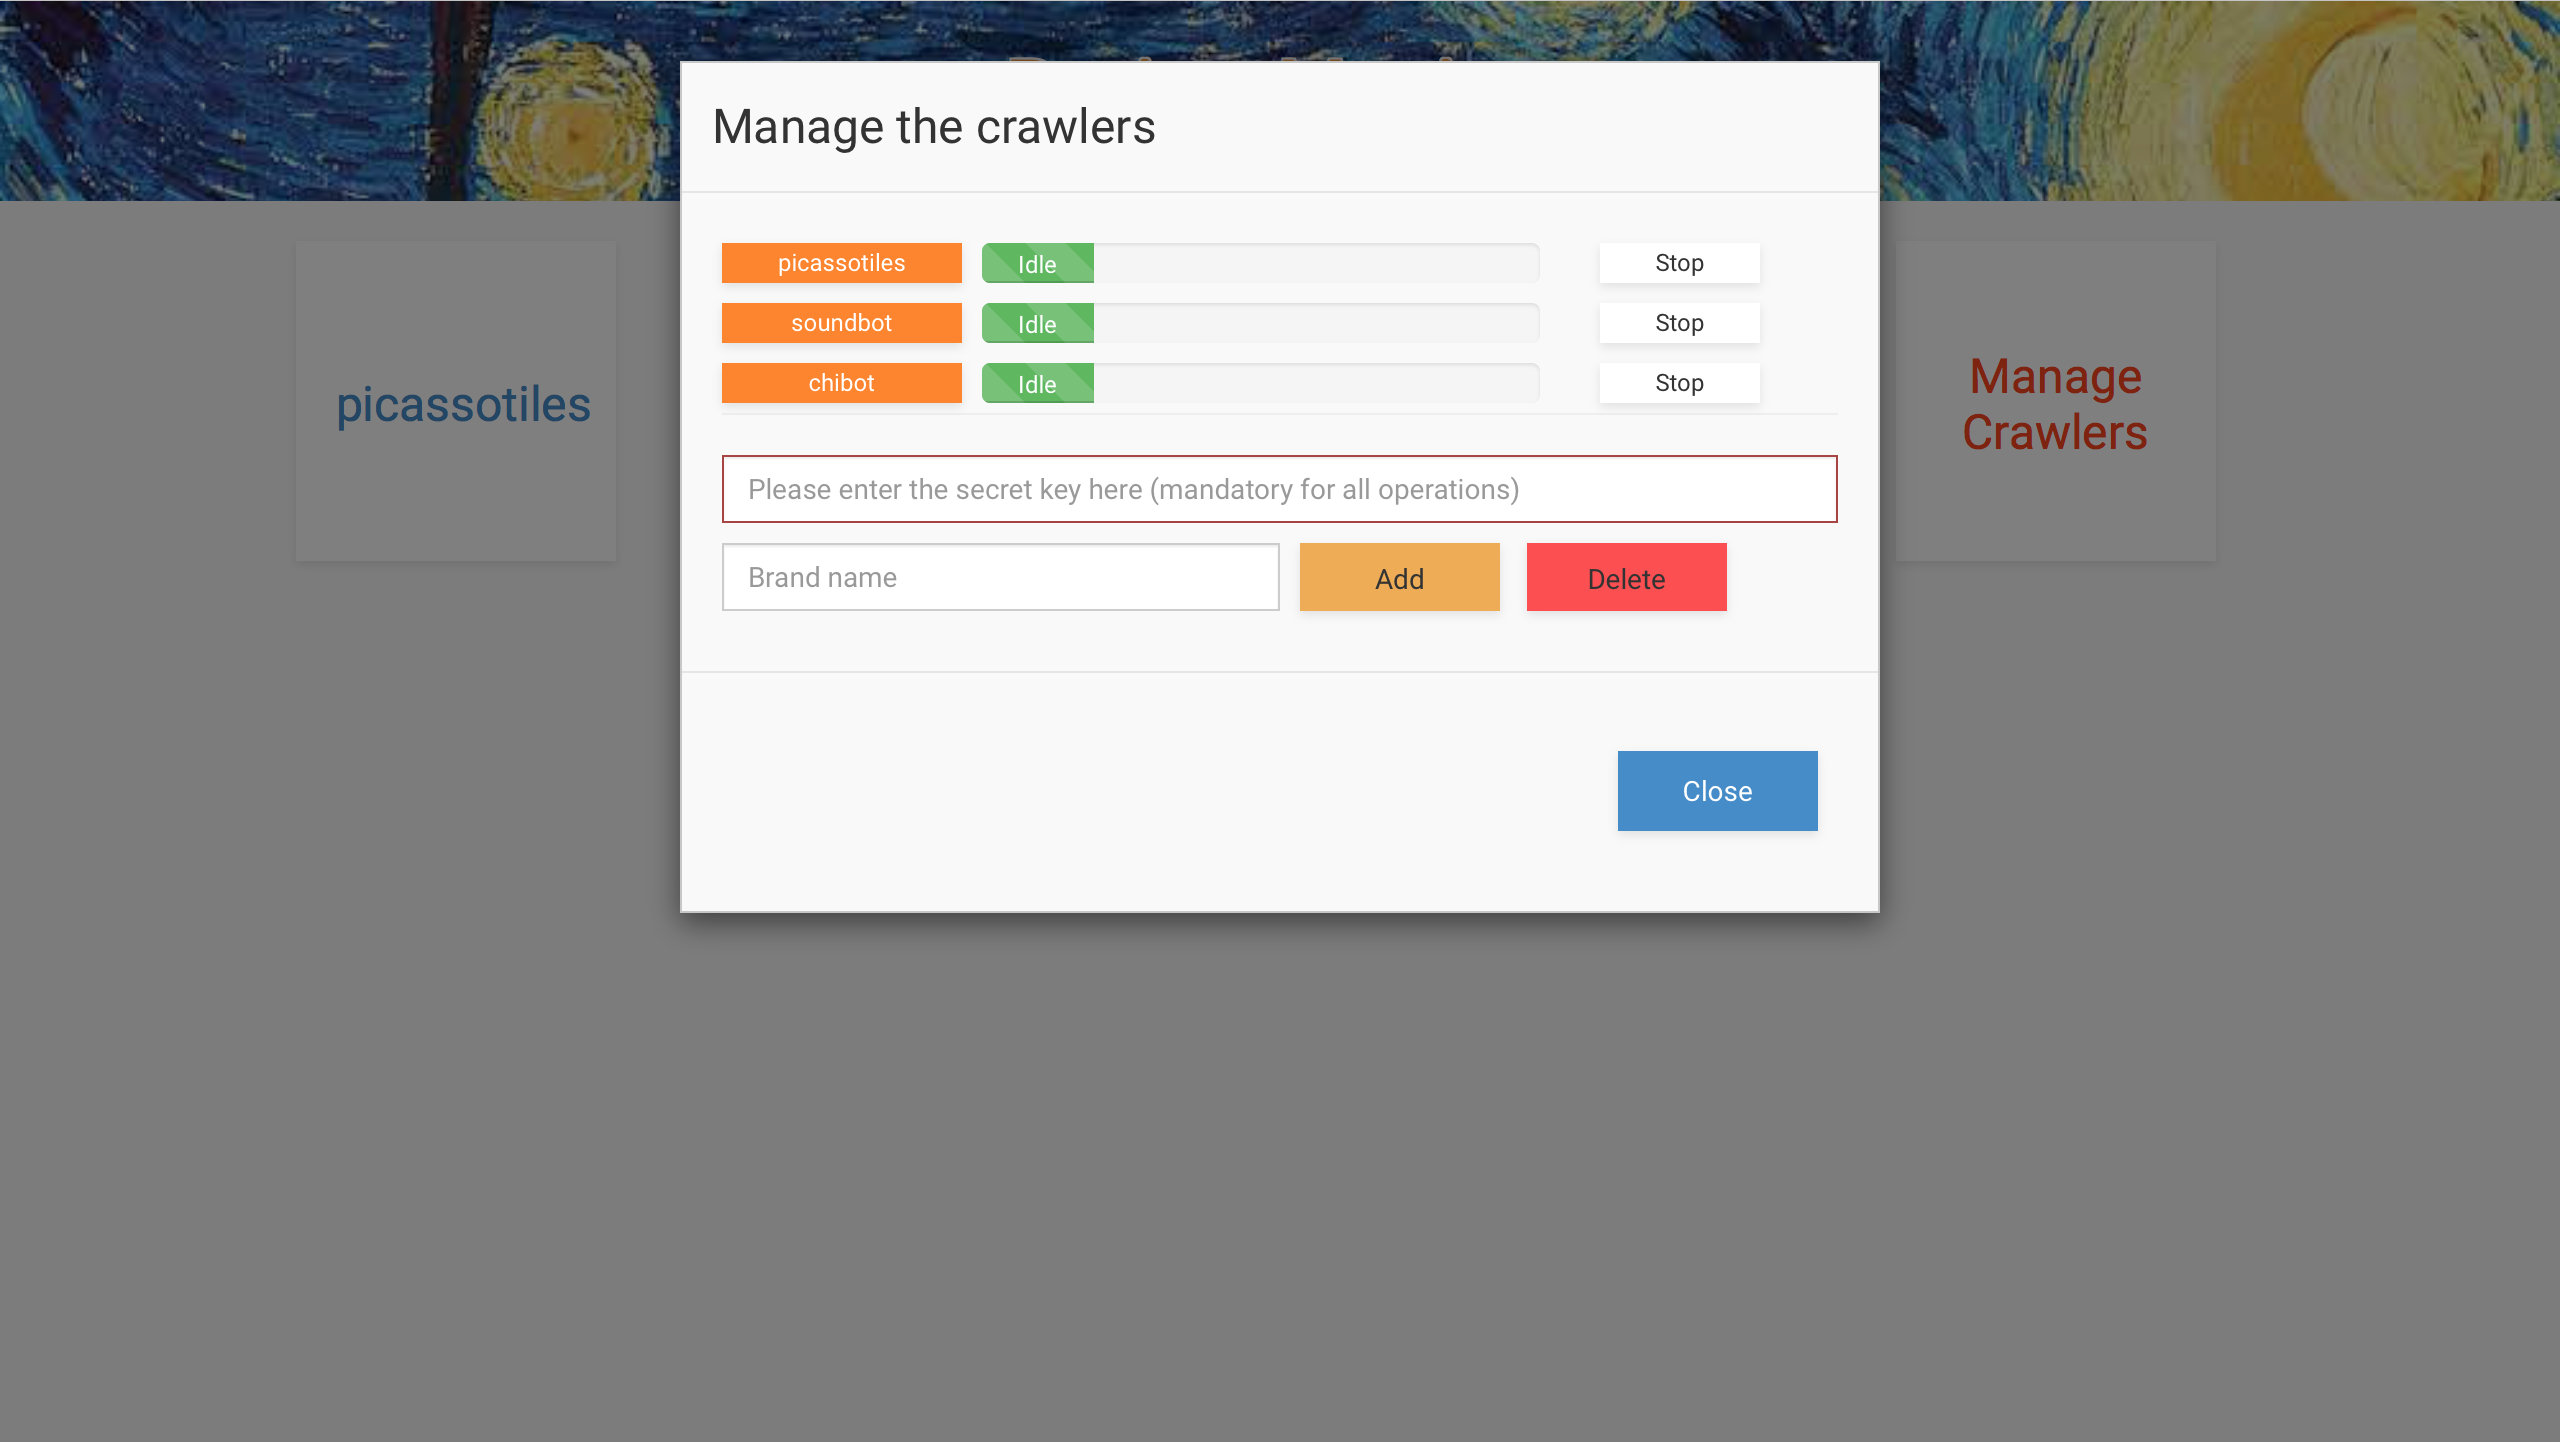 Manage the crawlers
picassotiles Idle Stop
soundbot Idle Stop
chibot Idle Stop
picassotiles
Manage
Crawlers
Please enter the secret key here (mandatory for all operations)
Brand name Add Delete
Close